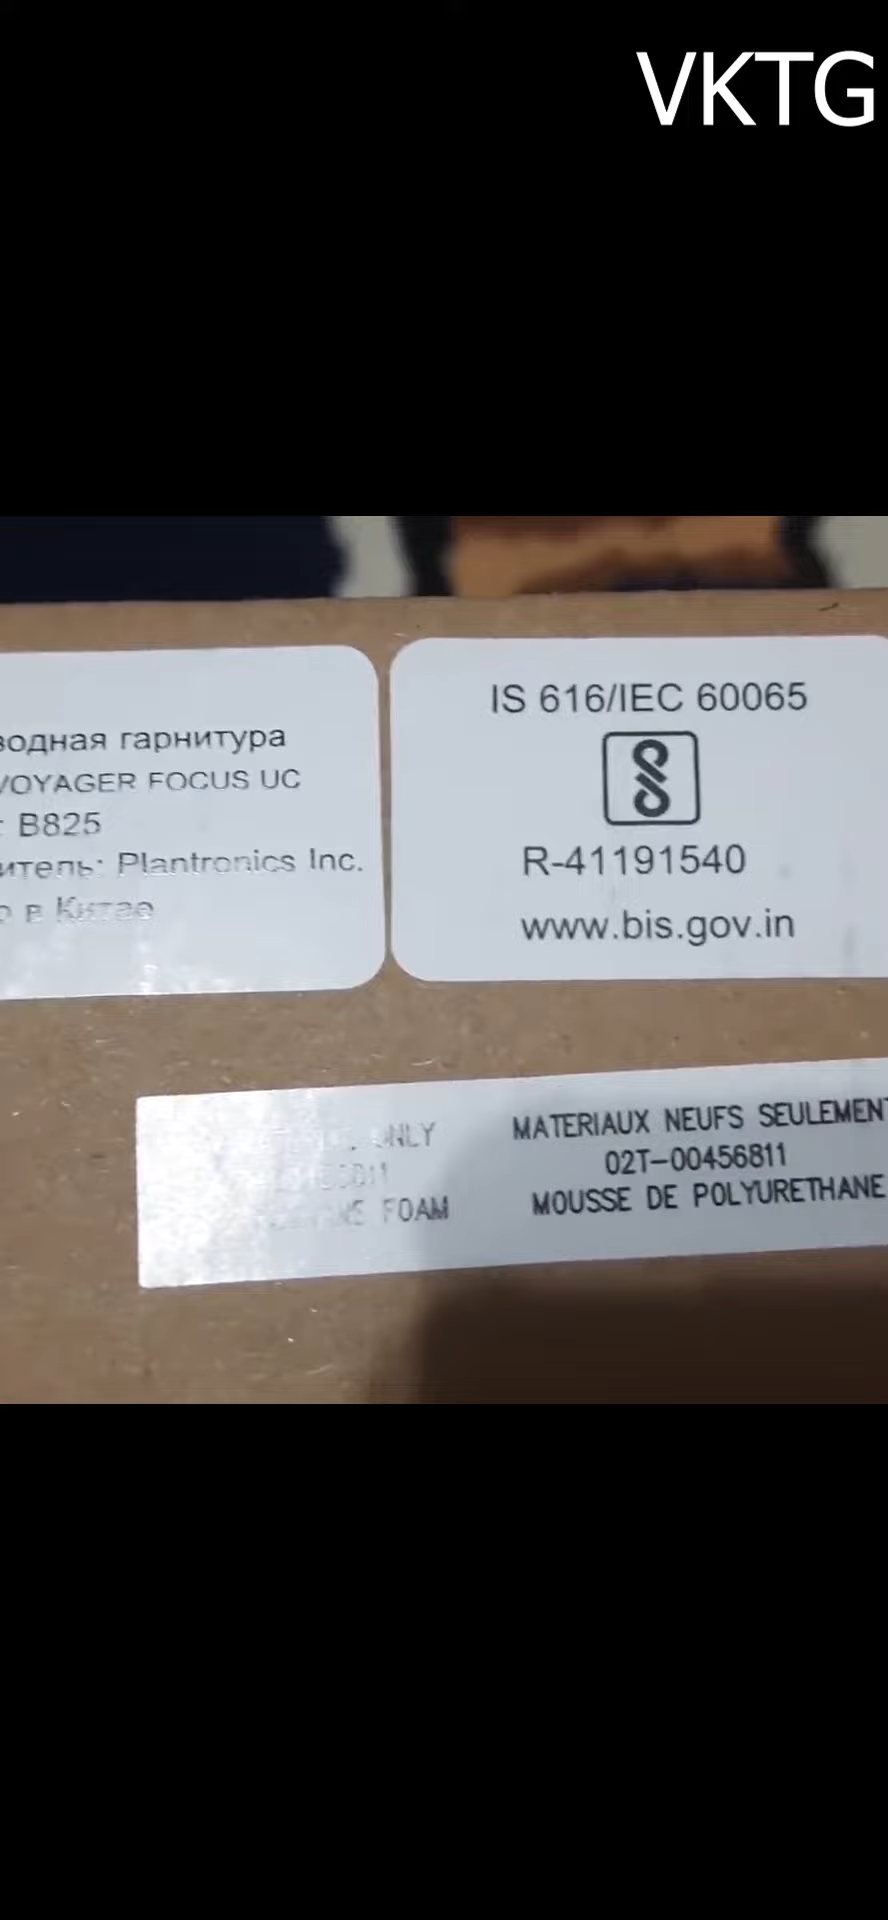 VKTG
водная гарнитура
VOYAGER FOCUS UC
: B825
итель: Plantronics Inc.
о в Китае
IS 616/IEC 60065
R-41191540
www.bis.gov.in
ONLY
FOAM
MATERIAUX NEUFS SEULEMENT
02T-00456811
MOUSSE DE POLYURETHANE